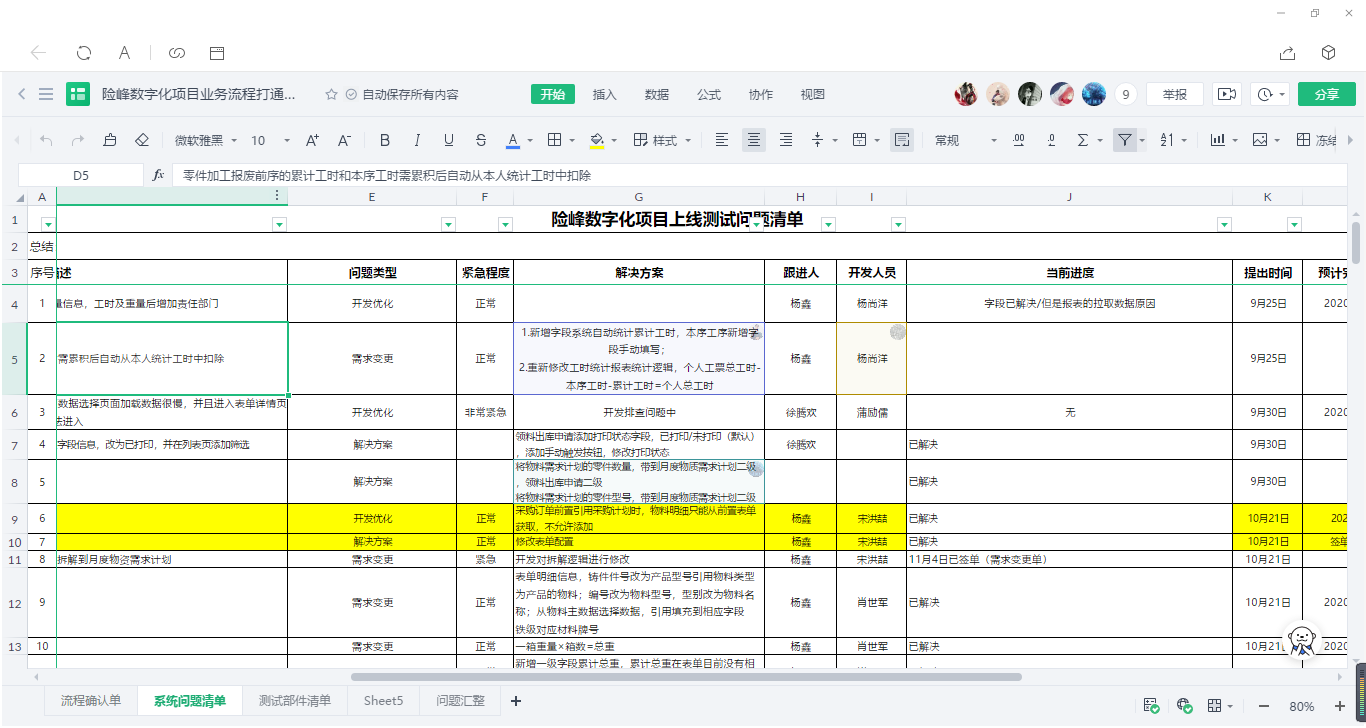 险峰数字化项目业务流程打通... 自动保存所有内容 开始 插入 数据 公式 协作 视图 9 举报 分享
微软雅黑 10 A+ A- B I U S A 样式 常规 .00 .0 冻结
D5 fx 零件加工报废前序的累计工时和本序工时需累积后自动从本人统计工时中扣除
A E F G H I J K
1 险峰数字化项目上线测试问题清单
2 总结
3 序号 描述 问题类型 紧急程度 解决方案 跟进人 开发人员 当前进度 提出时间 预计完
4 1 量信息，工时及重量后增加责任部门 开发优化 正常 杨鑫 杨尚洋 字段已解决/但是报表的拉取数据原因 9月25日 2020
5 2 需累积后自动从本人统计工时中扣除 需求变更 正常 杨鑫 杨尚洋 9月25日
1.新增字段系统自动统计累计工时，本序工序新增字
段手动填写；
2.重新修改工时统计报表统计逻辑，个人工票总工时-
本序工时-累计工时=个人总工时
6 3 数据选择页面加载数据很慢，并且进入表单详情页
法进入 开发优化 非常紧急 开发排查问题中 徐腾欢 蒲励儒 无 9月30日 2020
7 4 字段信息，改为已打印，并在列表页添加筛选 解决方案 徐腾欢 已解决 9月30日
领料出库申请添加打印状态字段，已打印/未打印（默认）
，添加手动触发按钮，修改打印状态
8 5 解决方案 已解决 9月30日
将物料需求计划的零件数量，带到月度物质需求计划二级
，领料出库申请二级
将物料需求计划的零件型号，带到月度物质需求计划二级
9 6 开发优化 正常 杨鑫 宋洪喆 已解决 10月21日 202
采购订单前置引用采购计划时，物料明细只能从前置表单
获取，不允许添加
10 7 解决方案 正常 修改表单配置 杨鑫 宋洪喆 已解决 10月21日 签单
11 8 拆解到月度物资需求计划 需求变更 紧急 开发对拆解逻辑进行修改 杨鑫 宋洪喆 11月4日已签单（需求变更单） 10月21日
12 9 需求变更 正常 杨鑫 肖世军 已解决 10月21日 2020
表单明细信息，铸件件号改为产品型号引用物料类型
为产品的物料；编号改为物料型号，型别改为物料名
称；从物料主数据选择数据，引用填充到相应字段
铁级对应材料牌号
13 10 需求变更 正常 一箱重量×箱数=总重 杨鑫 肖世军 已解决 10月21 2020
新增一级字段累计总重，累计总重在表单目前没有相
流程确认单 系统问题清单 测试部件清单 Sheet5 问题汇整 + 80%